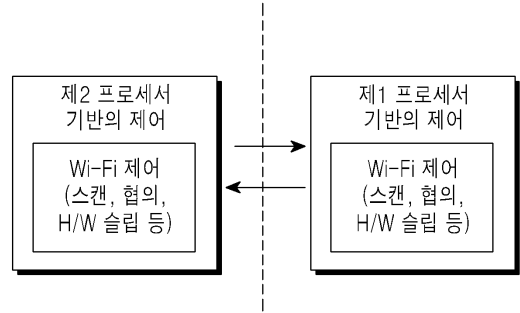 제2 프로세서
기반의 제어
Wi-Fi 제어
(스캔, 협의,
H/W 슬립 등)
제1 프로세서
기반의 제어
Wi-Fi 제어
(스캔, 협의,
H/W 슬립 등)